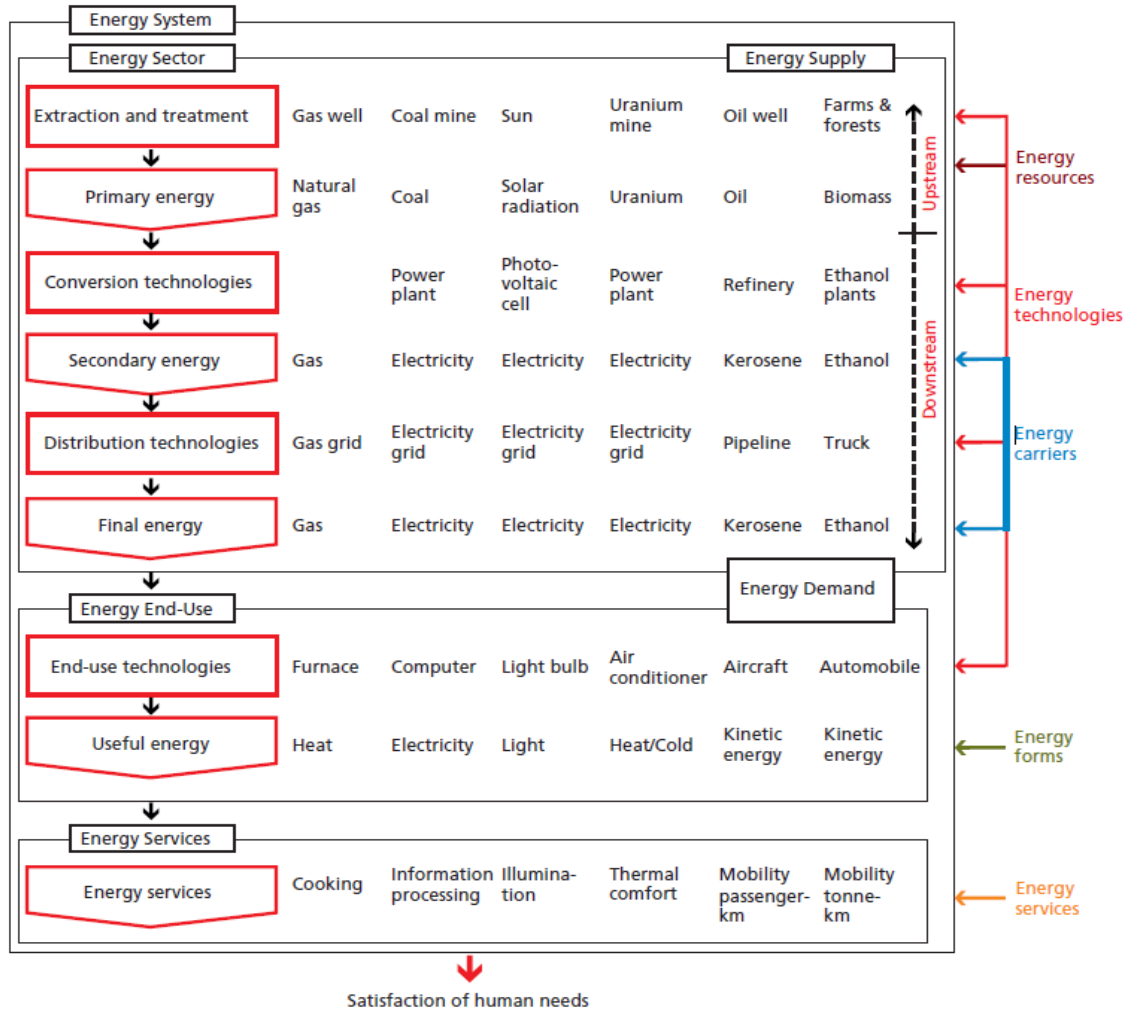 Energy System
Energy Sector
Energy Supply
Extraction and treatment
Gas well
Coal mine
Sun
Uranium
mine
Oil well
Farms &
forests
Primary energy
Natural
gas
Coal
Solar
radiation
Uranium
Oil
Biomass
Upstream
Energy
resources
Conversion technologies
Power
plant
Photo-
voltaic
cell
Power
plant
Refinery
Ethanol
plants
Energy
technologies
Secondary energy
Gas
Electricity
Electricity
Electricity
Kerosene
Ethanol
Downstream
Distribution technologies
Gas grid
Electricity
grid
Electricity
grid
Electricity
grid
Pipeline
Truck
Energy
carriers
Final energy
Gas
Electricity
Electricity
Electricity
Kerosene
Ethanol
Energy End-Use
Energy Demand
End-use technologies
Furnace
Computer
Light bulb
Air
conditioner
Aircraft
Automobile
Useful energy
Heat
Electricity
Light
Heat/Cold
Kinetic
energy
Kinetic
energy
Energy
forms
Energy Services
Energy services
Cooking
Information
processing
Illumina-
tion
Thermal
comfort
Mobility
passenger-
km
Mobility
tonne-
km
Energy
services
Satisfaction of human needs